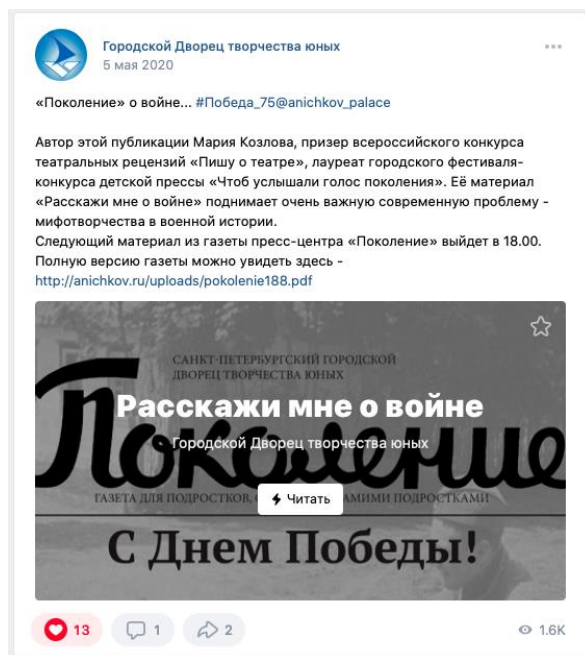 Городской Дворец творчества юных
5 мая 2020
«Поколение» о войне... #Победа_75@anichkov_palace
Автор этой публикации Мария Козлова, призер всероссийского конкурса
театральных рецензий «Пишу о театре», лауреат городского фестиваля-
конкурса детской прессы «Чтоб услышали голос поколения». Её материал
«Расскажи мне о войне» поднимает очень важную современную проблему -
мифотворчества в военной истории.
Следующий материал из газеты пресс-центра «Поколение» выйдет в 18.00.
Полную версию газеты можно увидеть здесь -
http://anichkov.ru/uploads/pokolenie188.pdf
САНКТ-ПЕТЕРБУРГСКИЙ ГОРОДСКОЙ
ДВОРЕЦ ТВОРЧЕСТВА ЮНЫХ
Расскажи мне о войне
Поколение
Городской Дворец творчества юных
ГАЗЕТА ДЛЯ ПОДРОСТКОВ, САМИМИ ПОДРОСТКАМИ
Читать
С Днем Победы!
13 1 2 1.6K